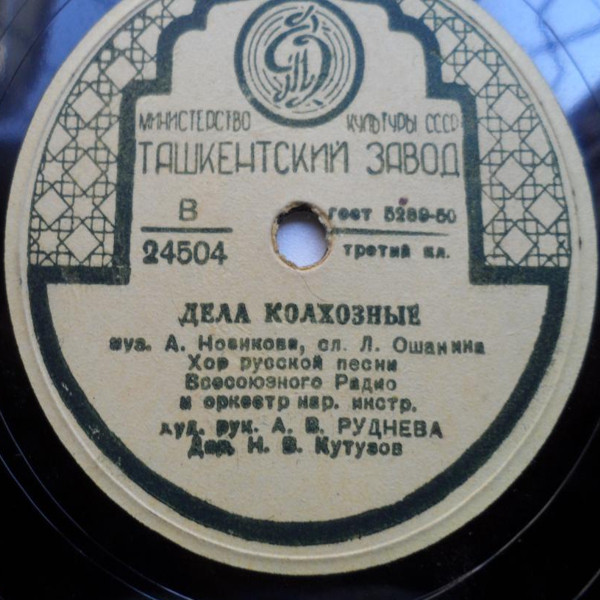 МИНИСТЕРСТВО КУЛЬТУРЫ СССР
ТАШКЕНТСКИЙ ЗАВОД
В
24504
гост 5289-50
третий кл.
ДЕЛА КОЛХОЗНЫЕ
муз. А. Новикова, сл. Л. Ошанина
Хор русской песни
Всесоюзного Радио
и оркестр нар. инстр.
худ. рук. А. В. РУДНЕВА
Дир. Н. В. Кутузов